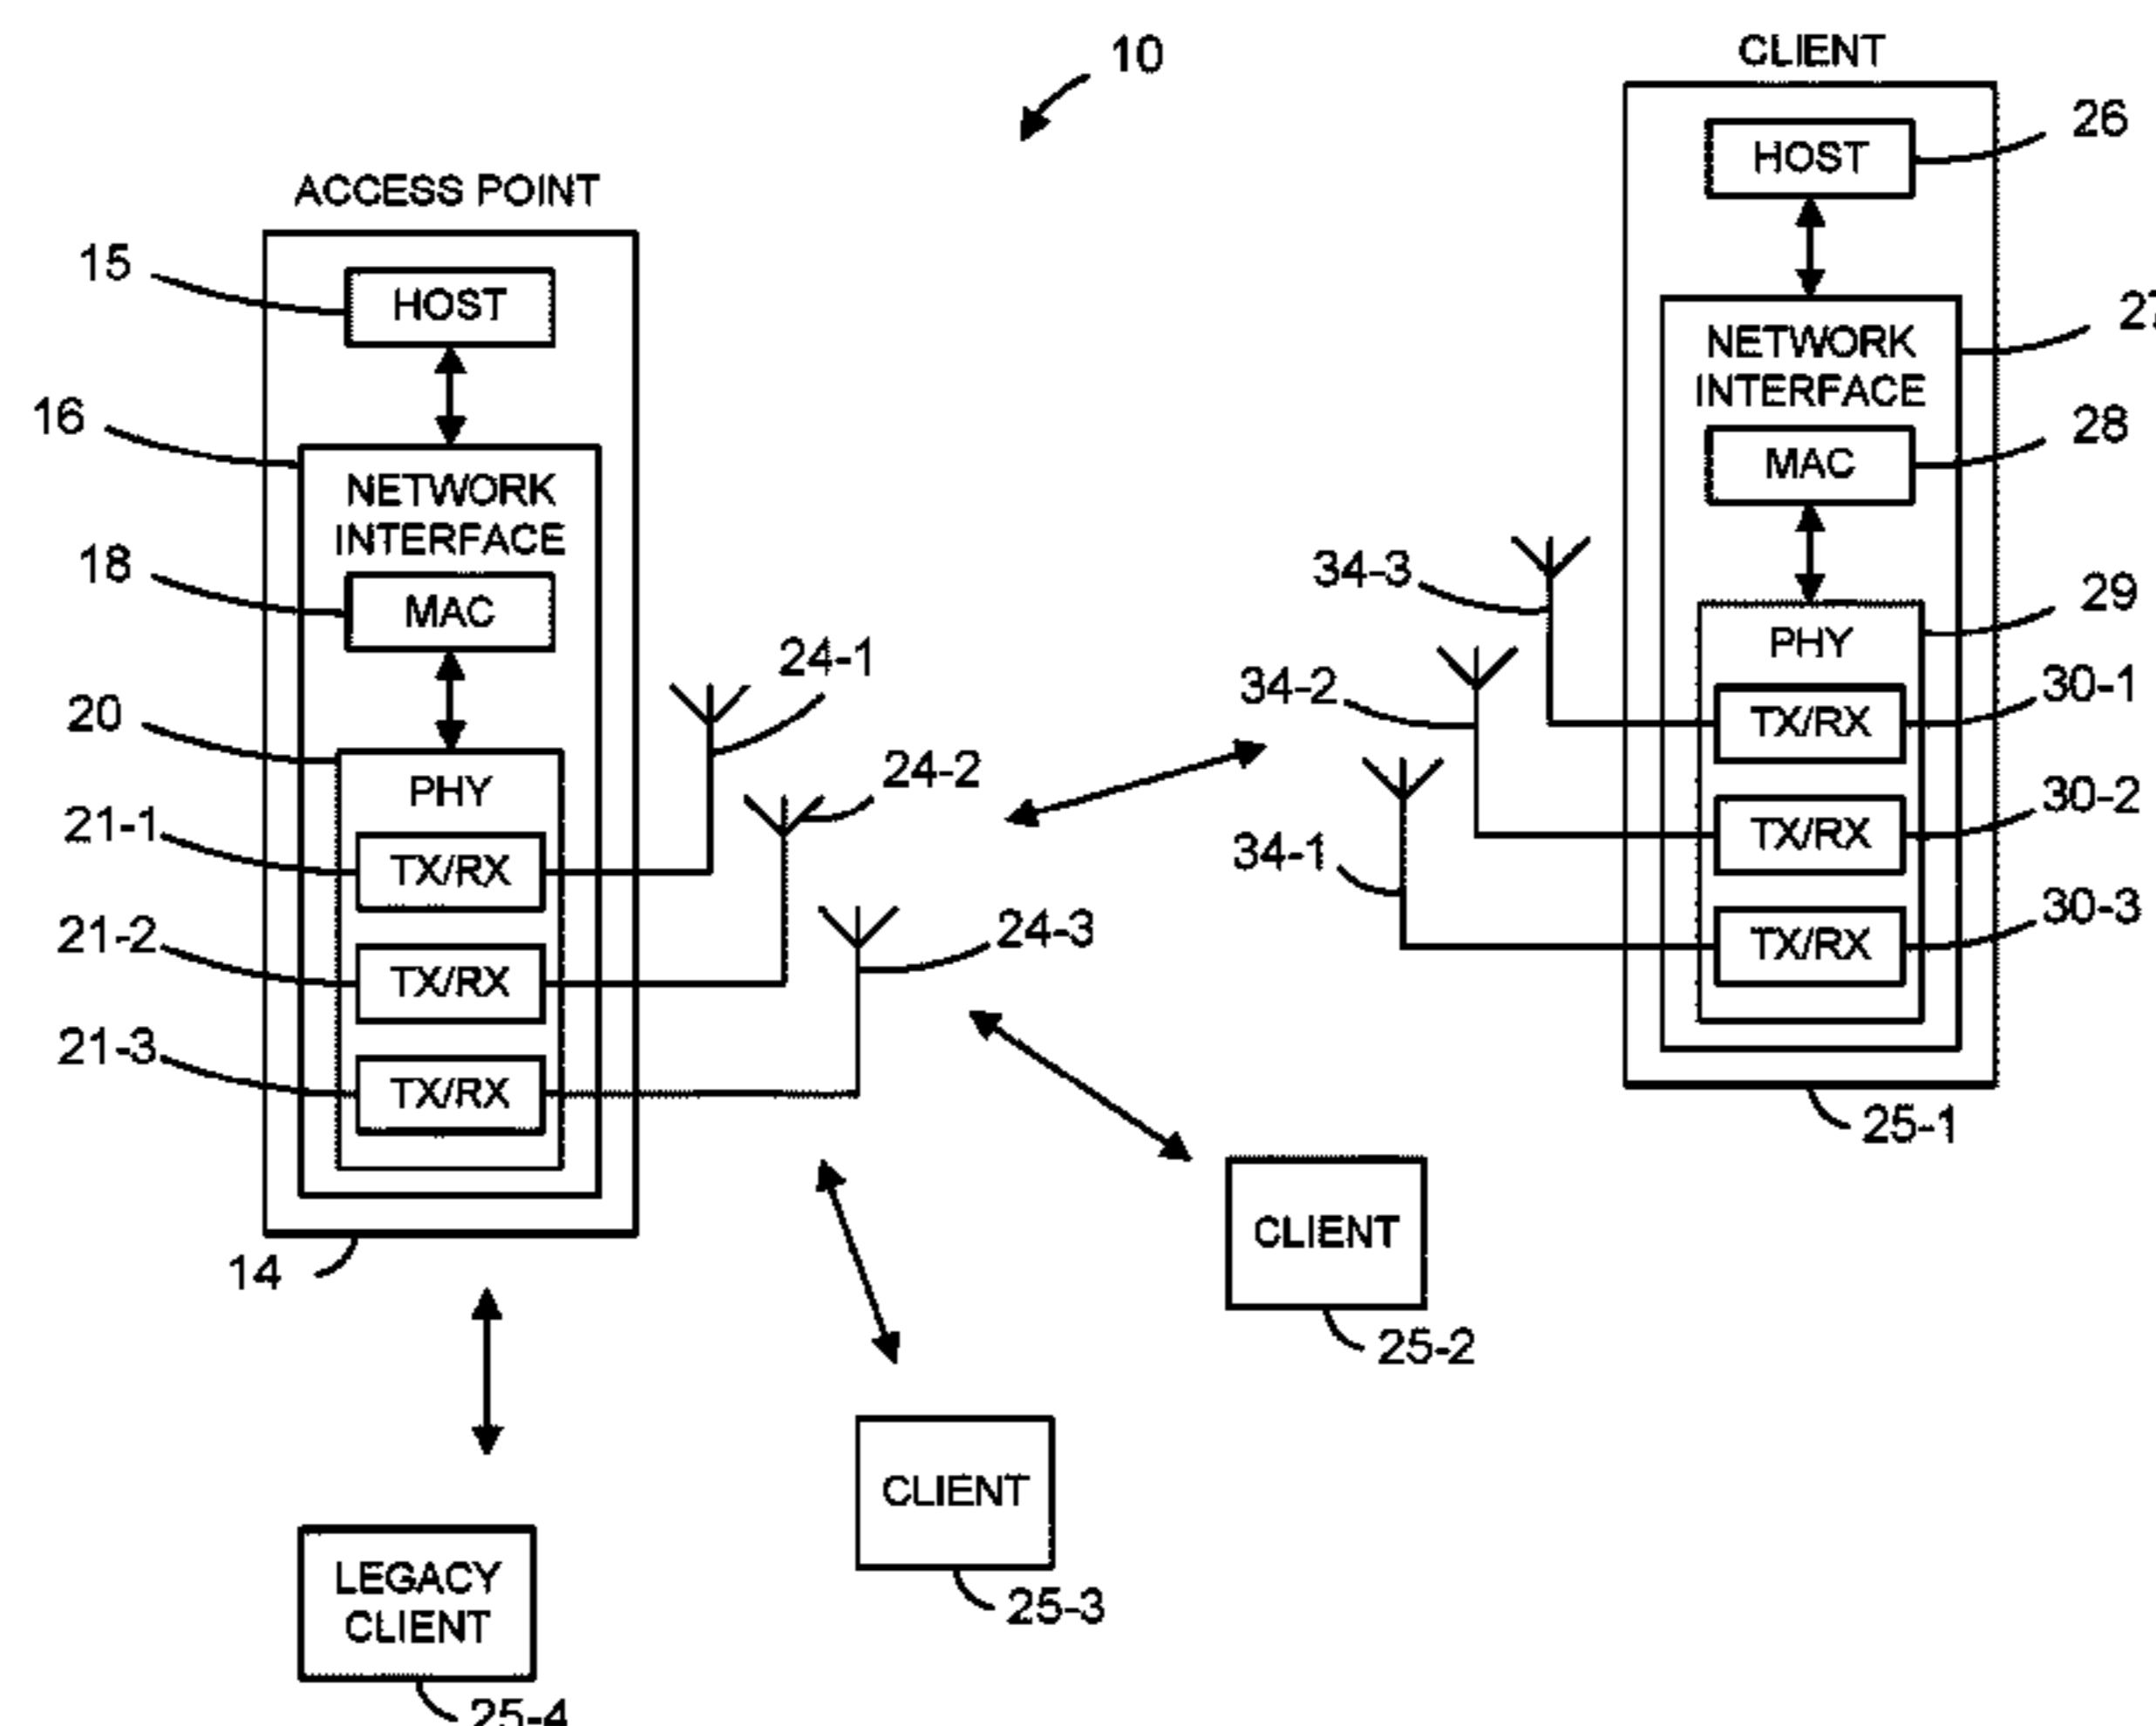 10
ACCESS POINT
15
HOST
16
NETWORK
INTERFACE
18
MAC
20
PHY
21-1
TX/RX
21-2
TX/RX
21-3
TX/RX
14
24-1
24-2
24-3
CLIENT
26
HOST
27
NETWORK
INTERFACE
28
MAC
29
PHY
34-3
34-2
34-1
TX/RX
30-1
TX/RX
30-2
TX/RX
30-3
25-1
CLIENT
25-2
CLIENT
25-3
LEGACY
CLIENT
25-4